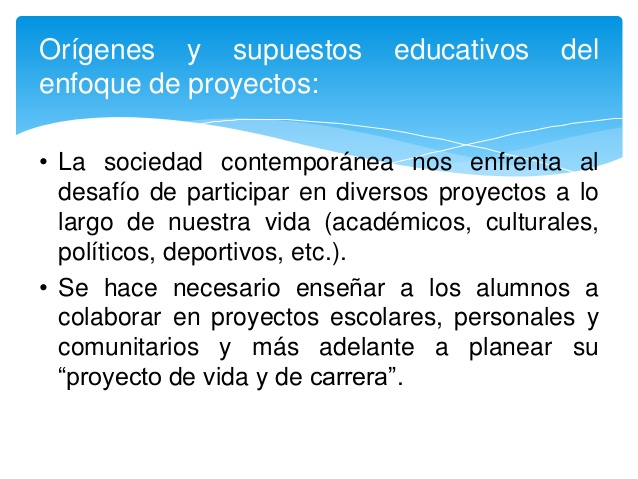 Orígenes y supuestos educativos del
enfoque de proyectos:
• La sociedad contemporánea nos enfrenta al
desafío de participar en diversos proyectos a lo
largo de nuestra vida (académicos, culturales,
políticos, deportivos, etc.).
• Se hace necesario enseñar a los alumnos a
colaborar en proyectos escolares, personales y
comunitarios y más adelante a planear su
“proyecto de vida y de carrera”.